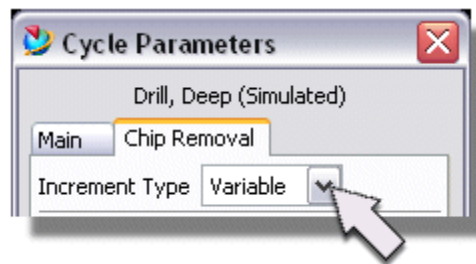 Cycle Parameters
Drill, Deep (Simulated)
Main Chip Removal
Increment Type Variable